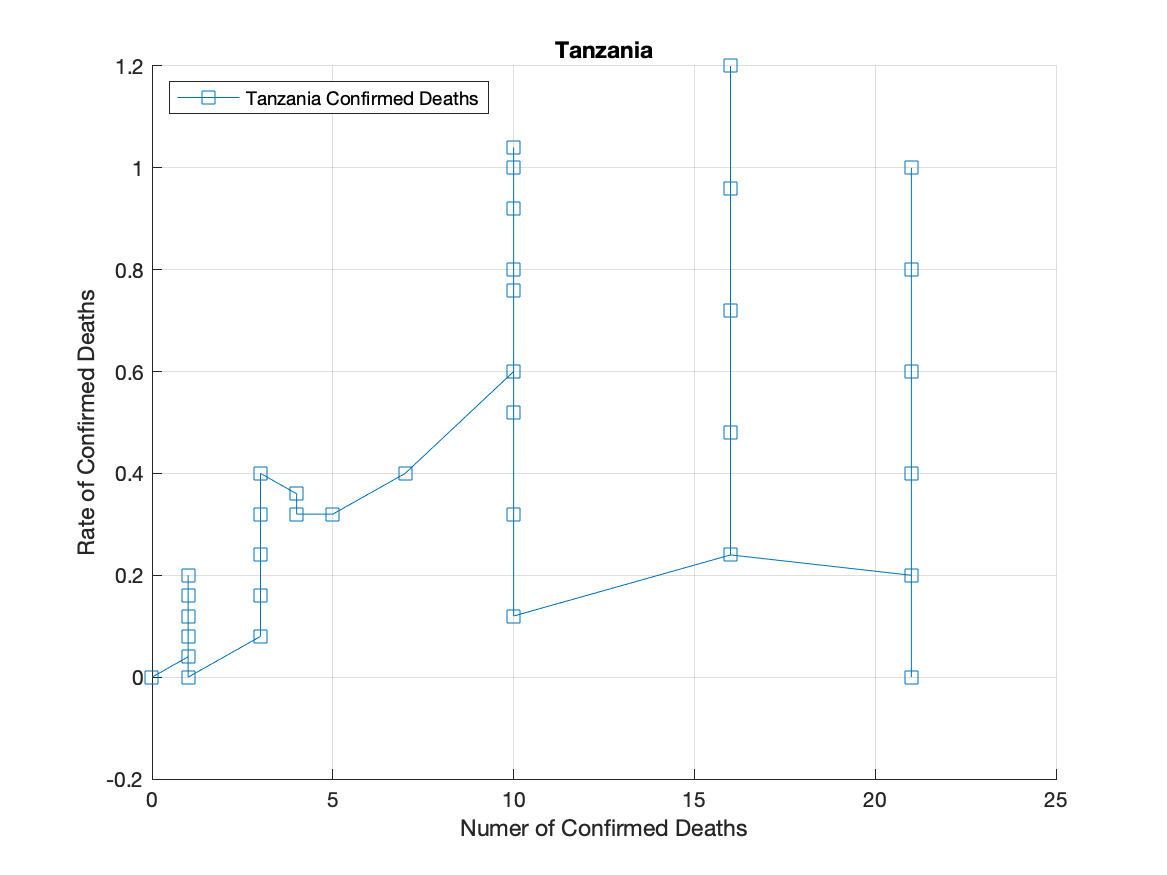 Tanzania
Tanzania Confirmed Deaths
1.2
1
0.8
0.6
0.4
0.2
0
-0.2
Rate of Confirmed Deaths
0 5 10 15 20 25
Numer of Confirmed Deaths